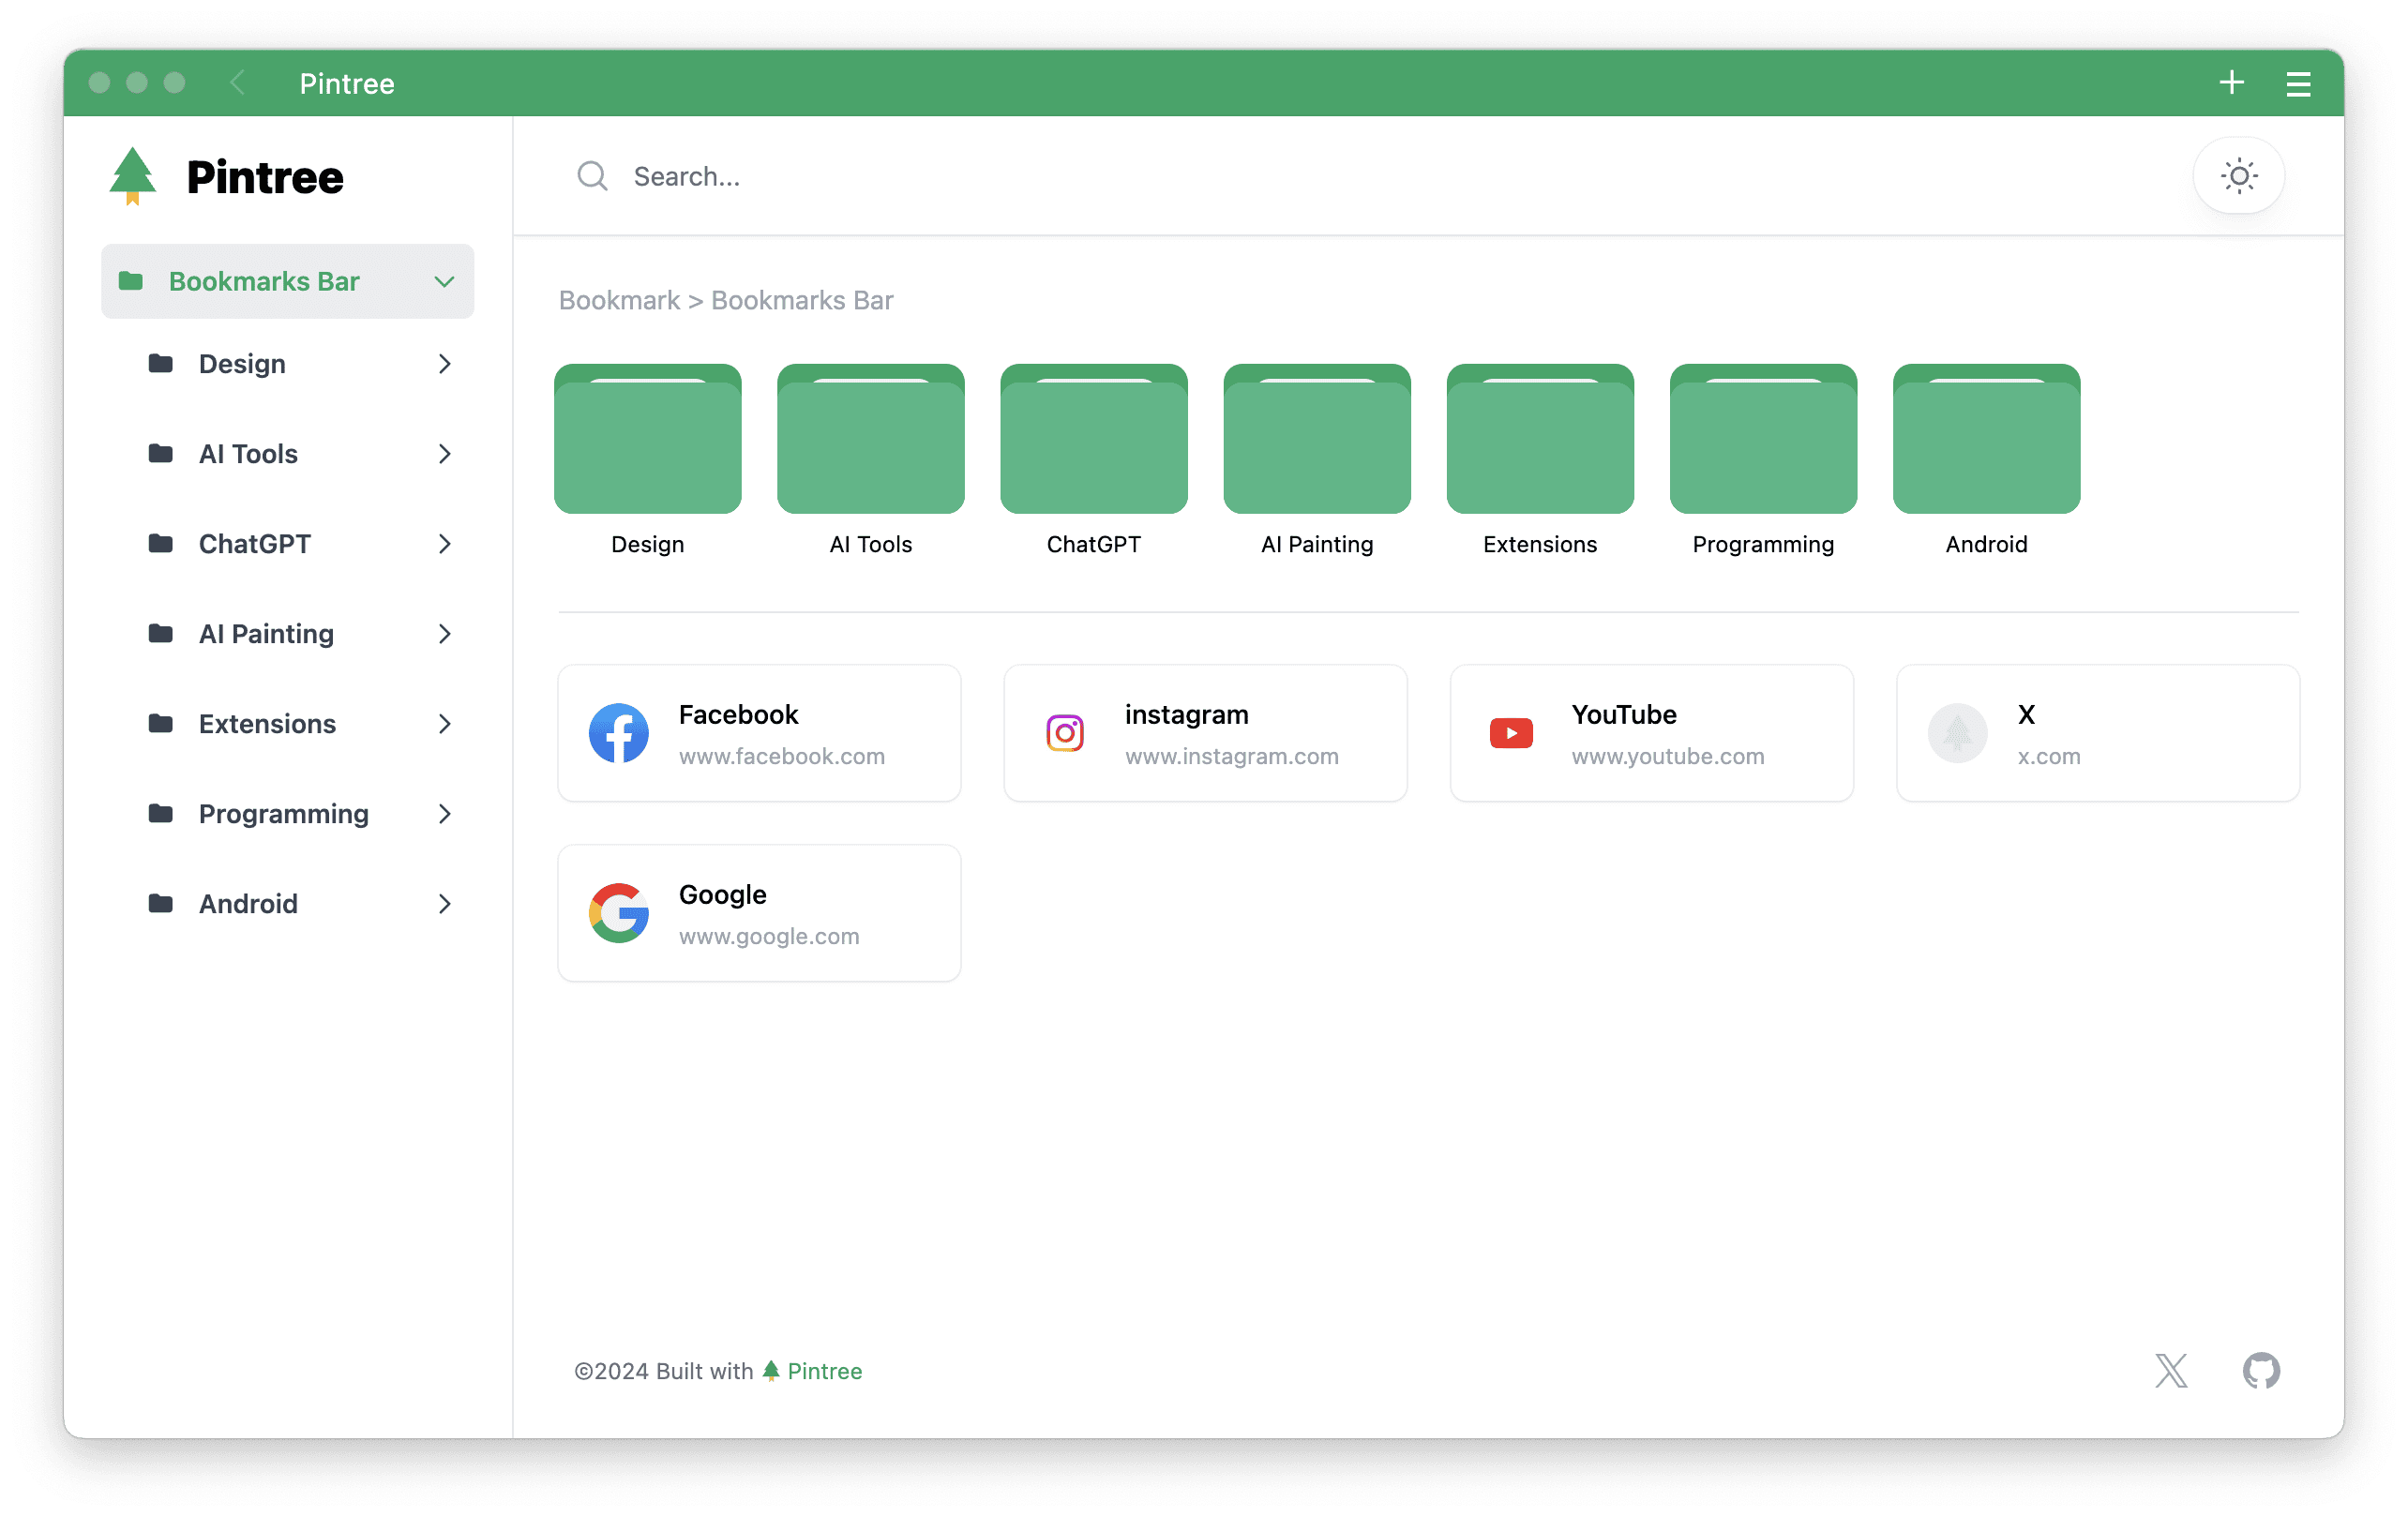 Pintree
Pintree
Search...
Bookmarks Bar
Design
AI Tools
ChatGPT
AI Painting
Extensions
Programming
Android
Bookmark > Bookmarks Bar
Design
AI Tools
ChatGPT
AI Painting
Extensions
Programming
Android
Facebook
www.facebook.com
instagram
www.instagram.com
YouTube
www.youtube.com
X
x.com
Google
www.google.com
©2024 Built with Pintree